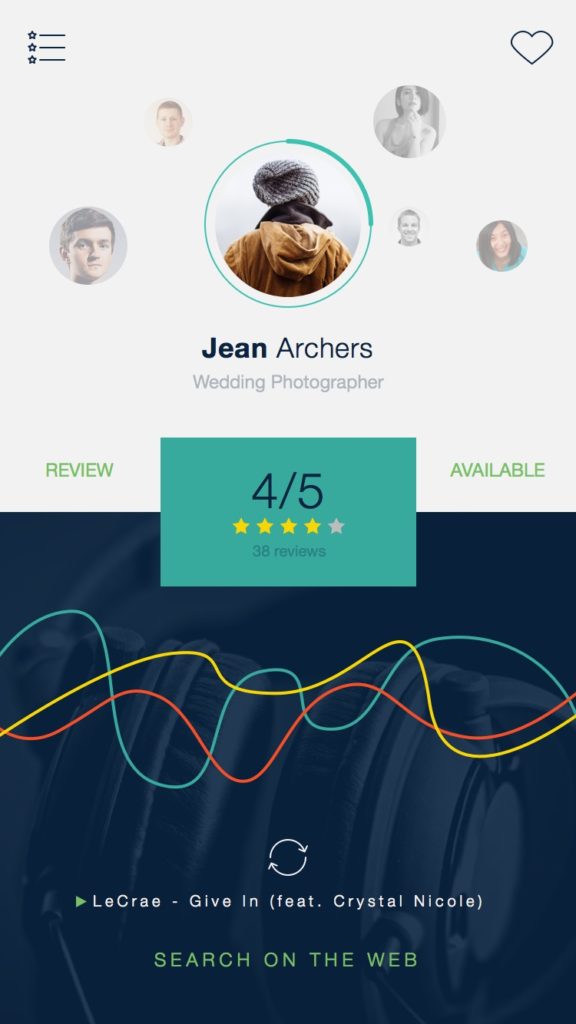 Jean Archers
Wedding Photographer
REVIEW
AVAILABLE
4/5
38 reviews
LeCrae - Give In (feat. Crystal Nicole)
SEARCH ON THE WEB